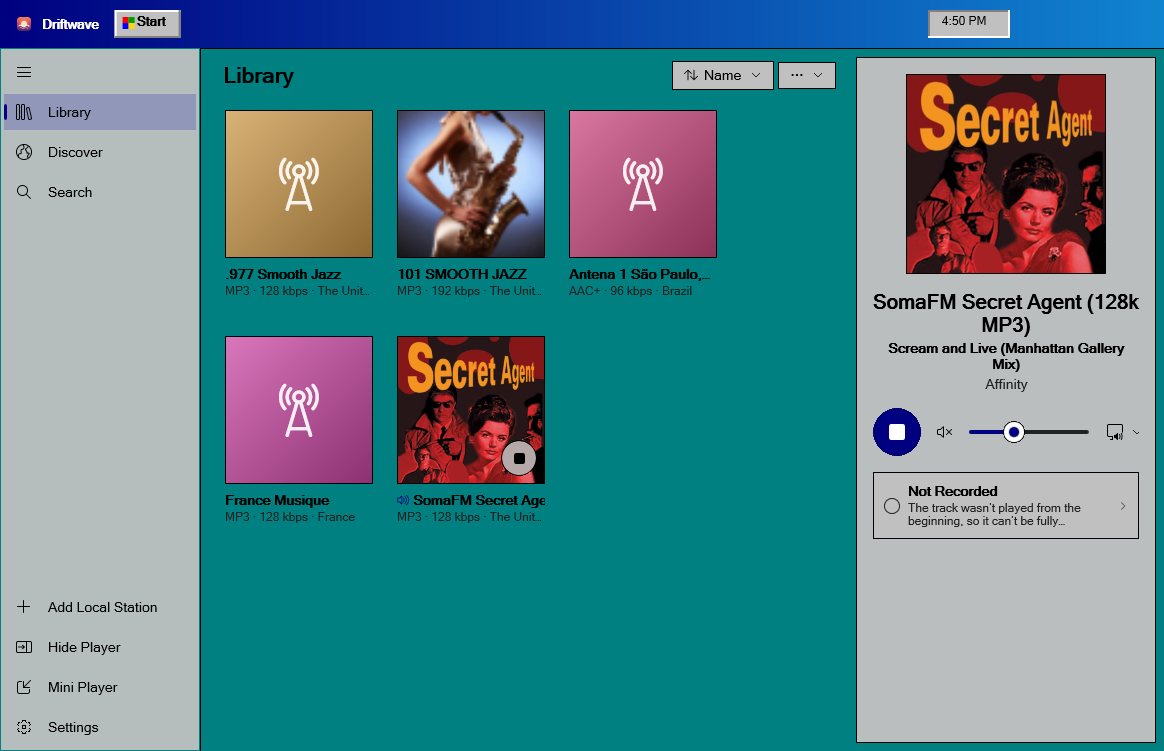 Driftwave
Start
4:50 PM
Library
Discover
Search
Add Local Station
Hide Player
Mini Player
Settings
Library
Name
.977 Smooth Jazz
MP3 · 128 kbps · The Unit…
101 SMOOTH JAZZ
MP3 · 192 kbps · The Unit…
Antena 1 São Paulo,…
AAC+ · 96 kbps · Brazil
Secret Agent
France Musique
MP3 · 128 kbps · France
SomaFM Secret Age
MP3 · 128 kbps · The Unit…
Secret Agent
SomaFM Secret Agent (128k
MP3)
Scream and Live (Manhattan Gallery
Mix)
Affinity
Not Recorded
The track wasn't played from the
beginning, so it can't be fully…